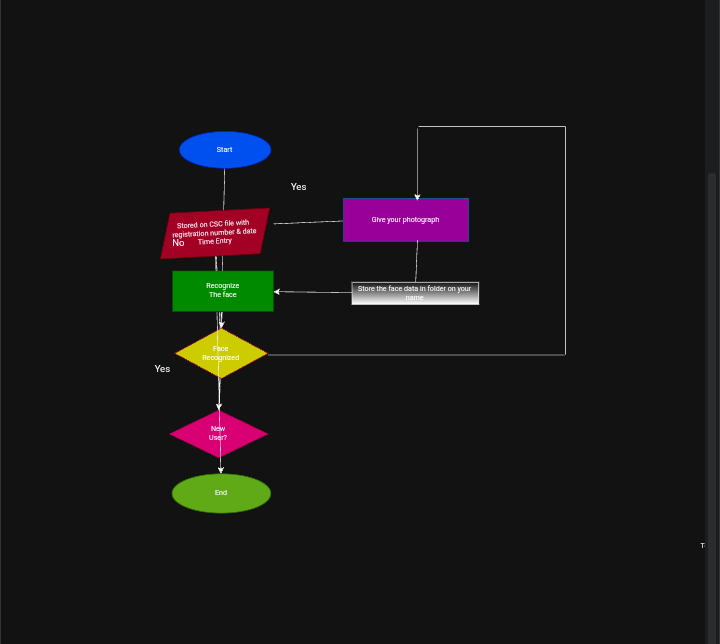 Start
Yes
Stored on CSC file with
registration number & date
No
Time Entry
Give your photograph
Recognize
The face
Store the face data in folder on your
name
Face
Recognized
Yes
New
User?
End
T